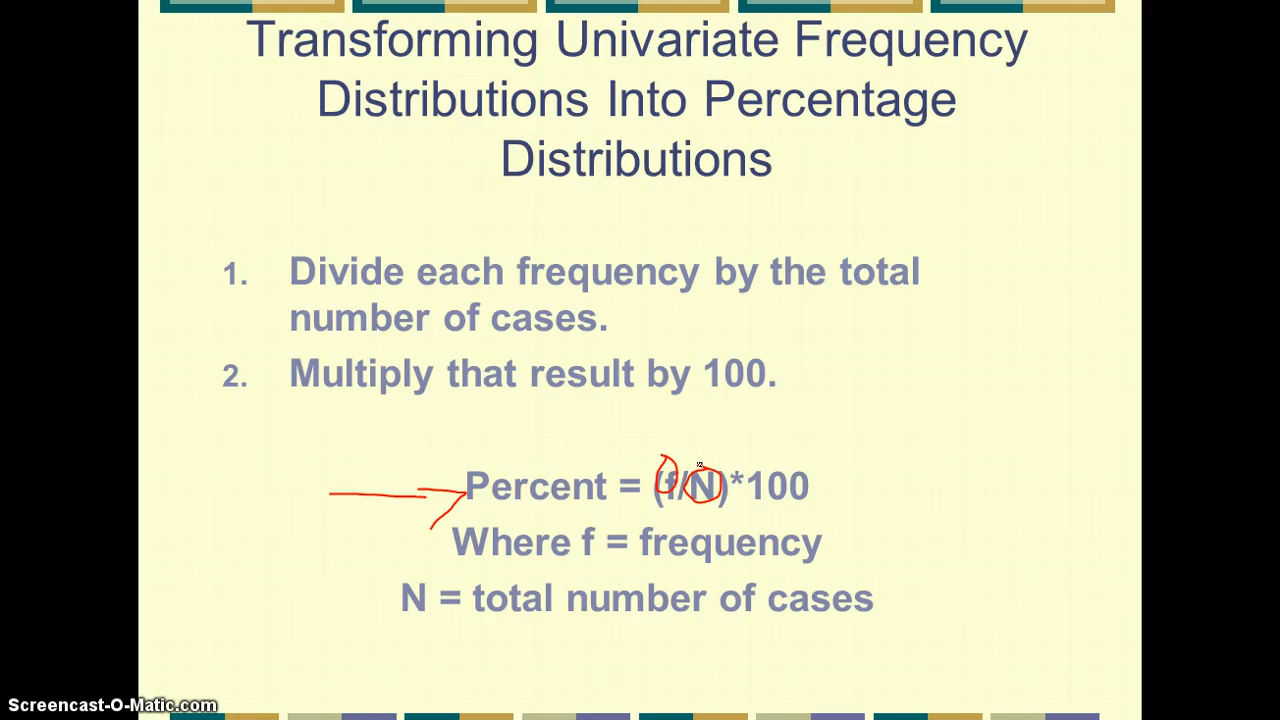 Transforming Univariate Frequency
Distributions Into Percentage
Distributions
1. Divide each frequency by the total
number of cases.
2. Multiply that result by 100.
Percent = (f/N)*100
Where f = frequency
N = total number of cases
Screencast-O-Matic.com